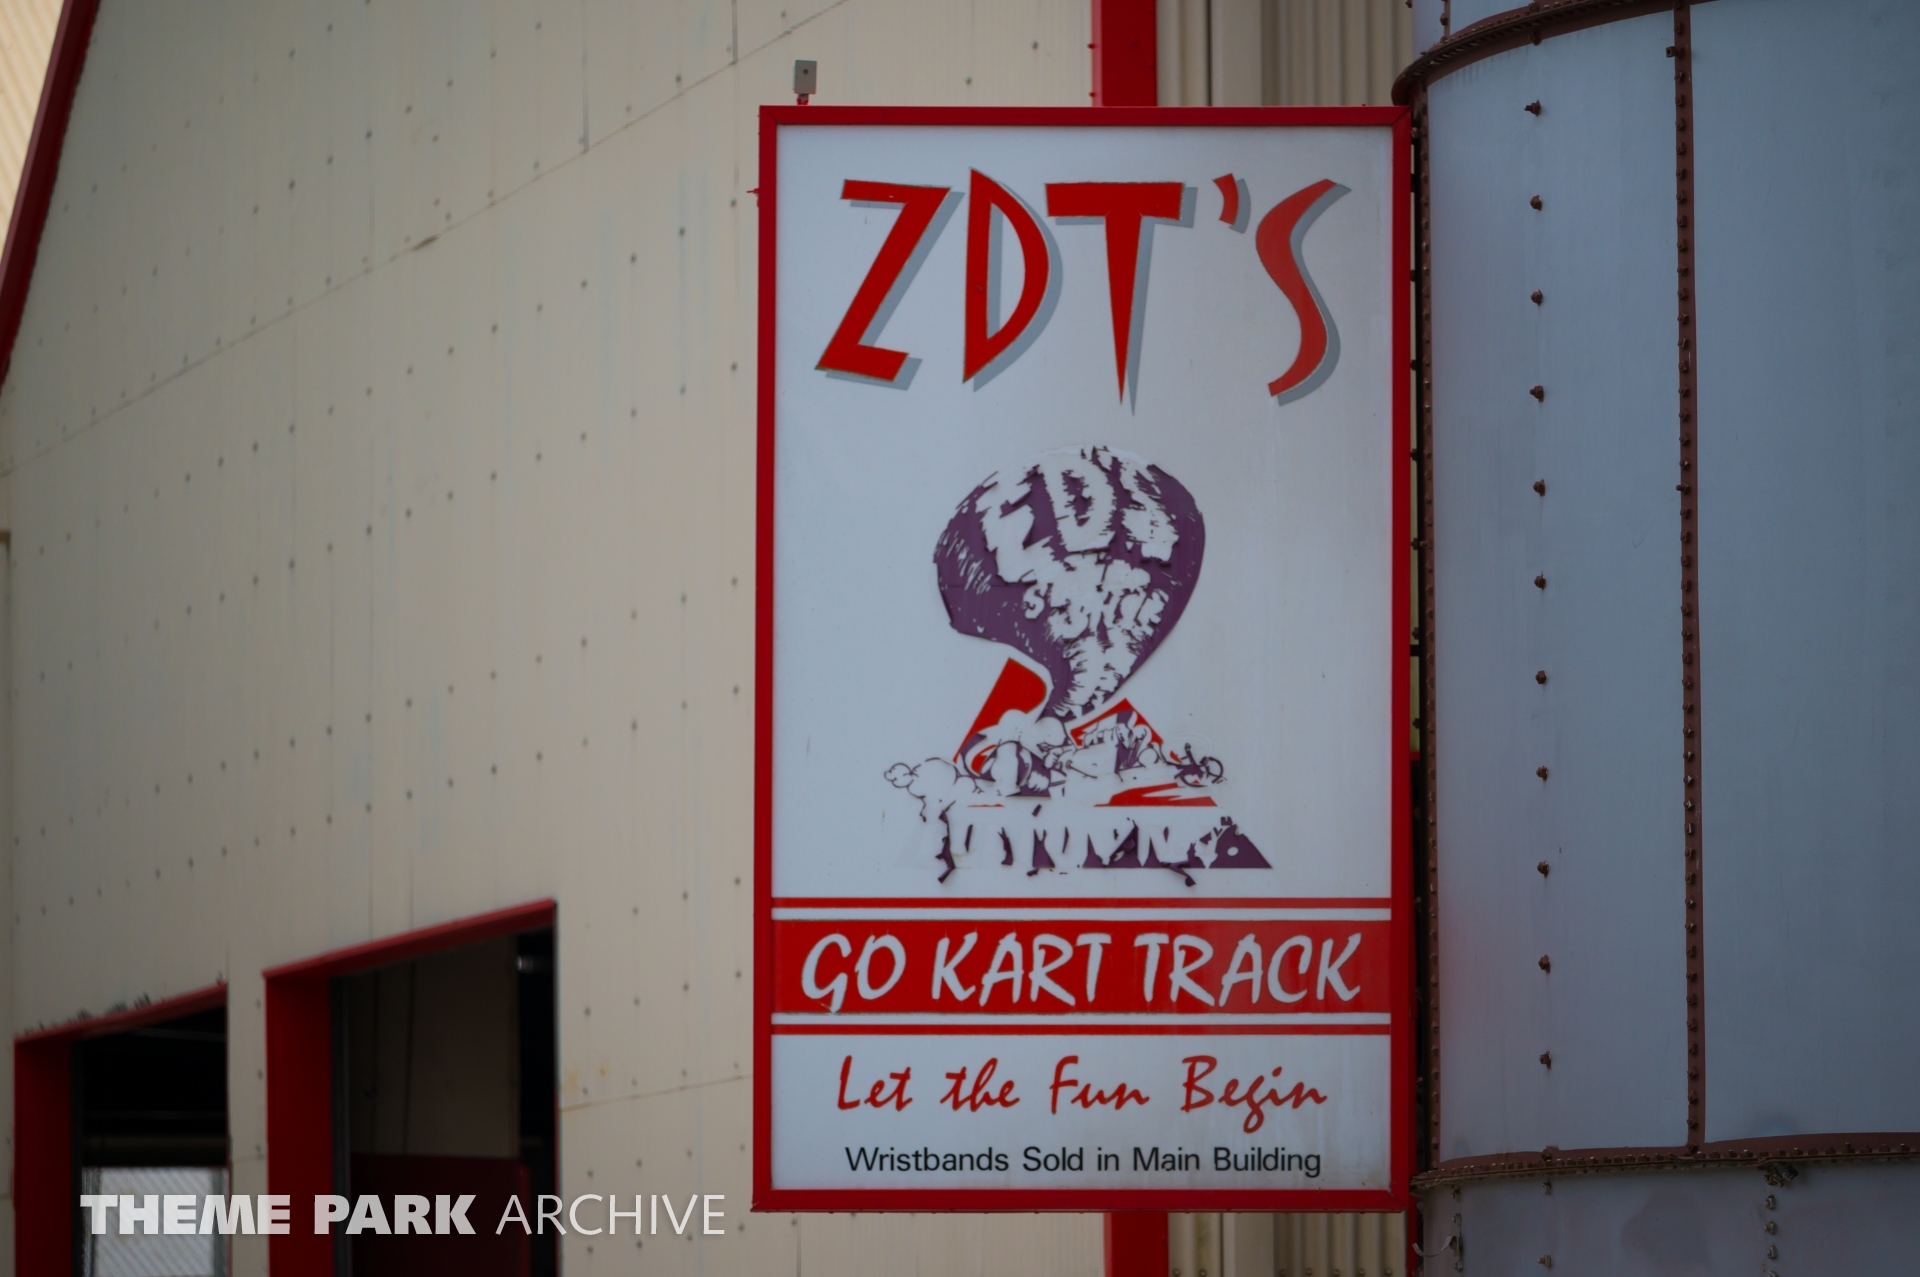 ZDT'S
GO KART TRACK
Let the Fun Begin
Wristbands Sold in Main Building
THEME PARK ARCHIVE